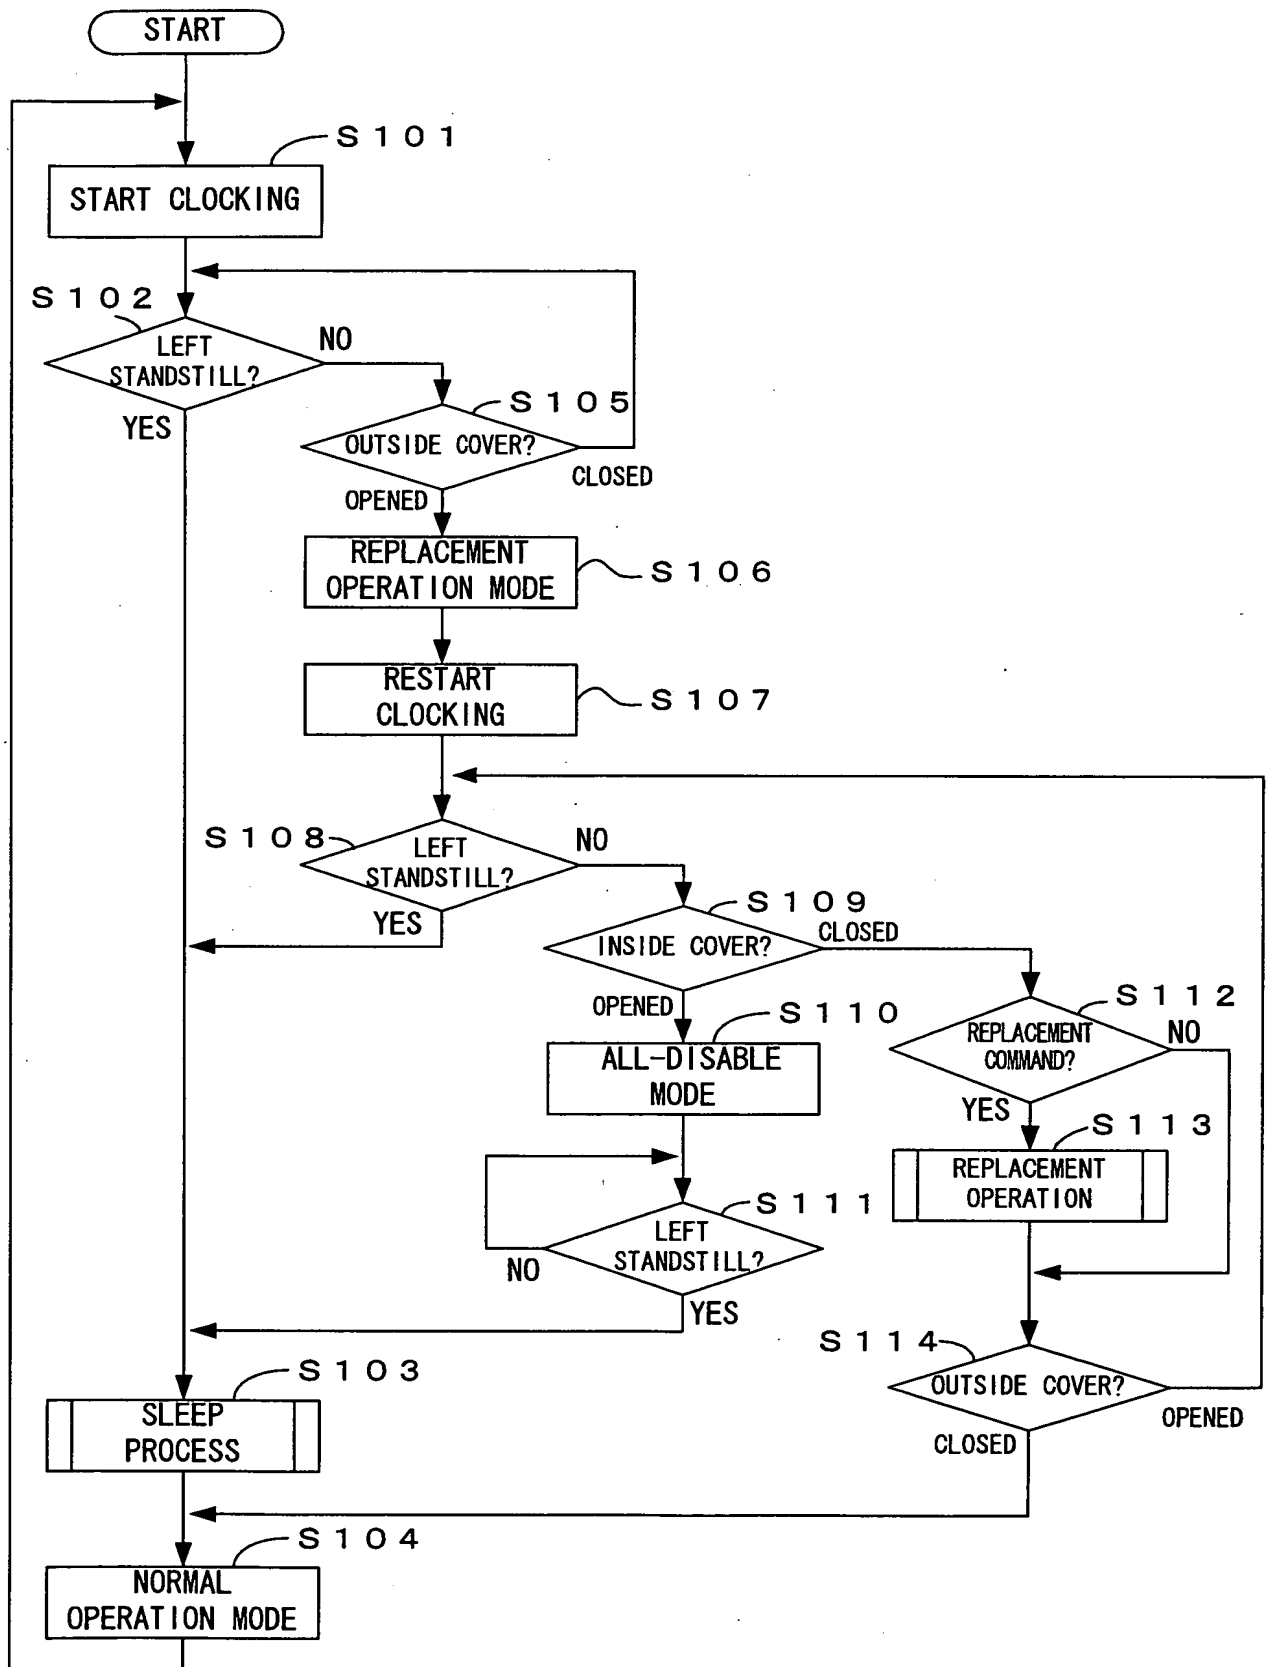 START
S101
START CLOCKING
S102
LEFT
STANDSTILL?
NO
YES
S105
OUTSIDE COVER?
CLOSED
OPENED
REPLACEMENT
OPERATION MODE
S106
RESTART
CLOCKING
S107
S108
LEFT
STANDSTILL?
NO
YES
S109
INSIDE COVER?
CLOSED
OPENED
S110
ALL-DISABLE
MODE
S112
REPLACEMENT
COMMAND?
NO
YES
S113
REPLACEMENT
OPERATION
S111
LEFT
STANDSTILL?
NO
YES
S114
OUTSIDE COVER?
OPENED
CLOSED
S103
SLEEP
PROCESS
S104
NORMAL
OPERATION MODE